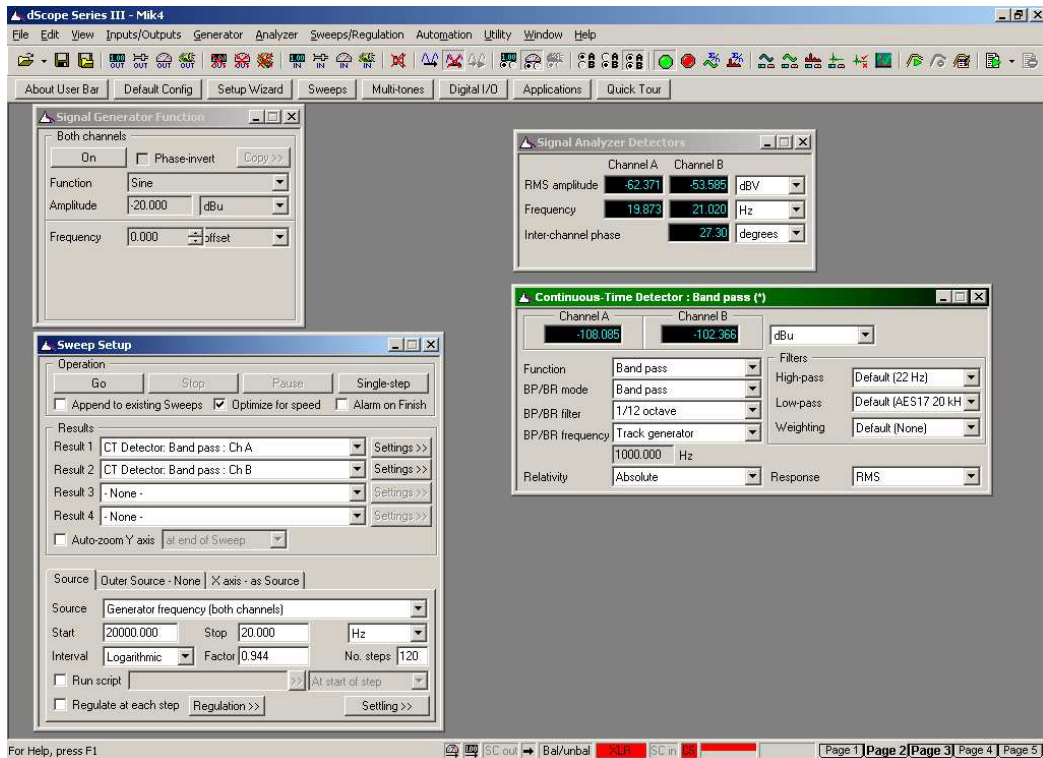 dScope Series III - Mik4
File Edit View Inputs/Outputs Generator Analyzer Sweeps/Regulation Automation Utility Window Help
About User Bar Default Config Setup Wizard Sweeps Multi-tones Digital I/O Applications Quick Tour
Signal Generator Function
Both channels
On Phase-invert Copy >>
Function Sine
Amplitude -20.000 dBu
Frequency 0.000 offset
Signal Analyzer Detectors
Channel A Channel B
RMS amplitude -62.371 -53.585 dBV
Frequency 19.873 21.020 Hz
Inter-channel phase 27.30 degrees
Continuous-Time Detector : Band pass (*)
Channel A Channel B
-108.085 -102.366 dBu
Function Band pass
BP/BR mode Band pass
BP/BR filter 1/12 octave
BP/BR frequency Track generator
1000.000 Hz
Relativity Absolute
Filters
High-pass Default (22 Hz)
Low-pass Default (AES17 20 kH
Weighting Default (None)
Response RMS
Sweep Setup
Operation
Go Stop Pause Single-step
Append to existing Sweeps Optimize for speed Alarm on Finish
Results
Result 1 CT Detector: Band pass : Ch A Settings >>
Result 2 CT Detector: Band pass : Ch B Settings >>
Result 3 - None - Settings >>
Result 4 - None - Settings >>
Auto-zoom Y axis at end of Sweep
Source Outer Source - None X axis - as Source
Source Generator frequency (both channels)
Start 20000.000 Stop 20.000 Hz
Interval Logarithmic Factor 0.944 No. steps 120
Run script >> At start of step
Regulate at each step Regulation >> Settling >>
For Help, press F1 SC out Bal/unbal XLR SC in CS Page 1 Page 2 Page 3 Page 4 Page 5